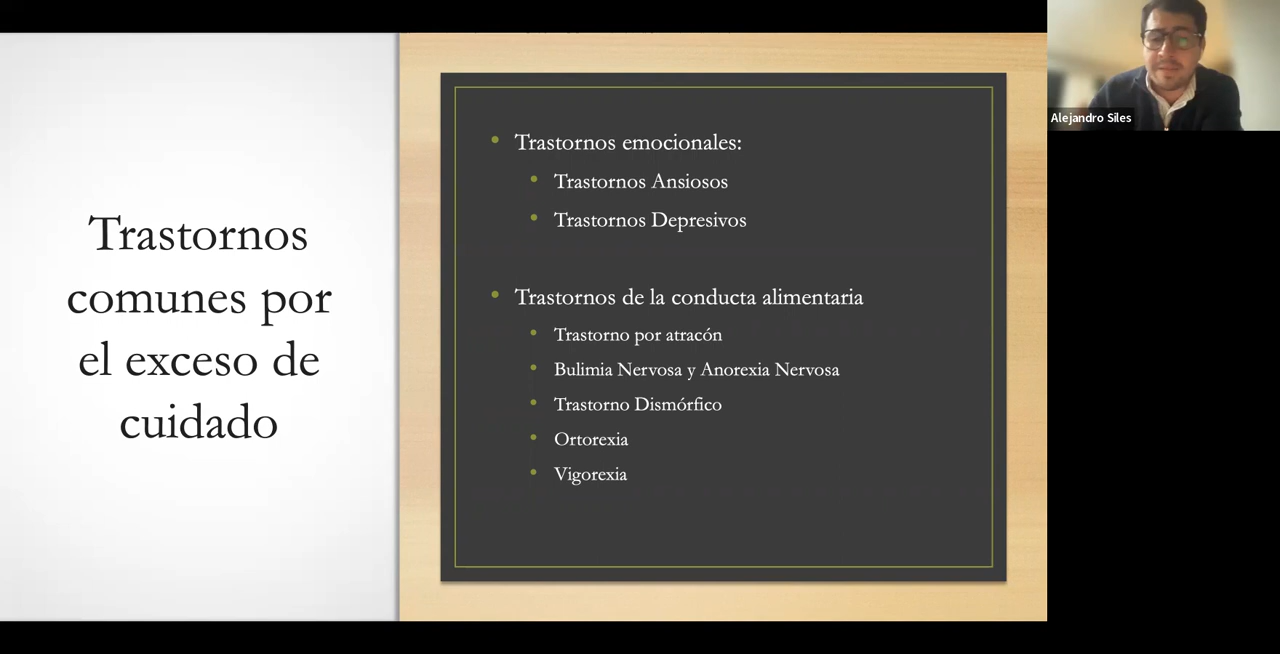 Trastornos
comunes por
el exceso de
cuidado
• Trastornos emocionales:
• Trastornos Ansiosos
• Trastornos Depresivos
• Trastornos de la conducta alimentaria
• Trastorno por atracón
• Bulimia Nervosa y Anorexia Nervosa
• Trastorno Dismórfico
• Ortorexia
• Vigorexia
Alejandro Siles